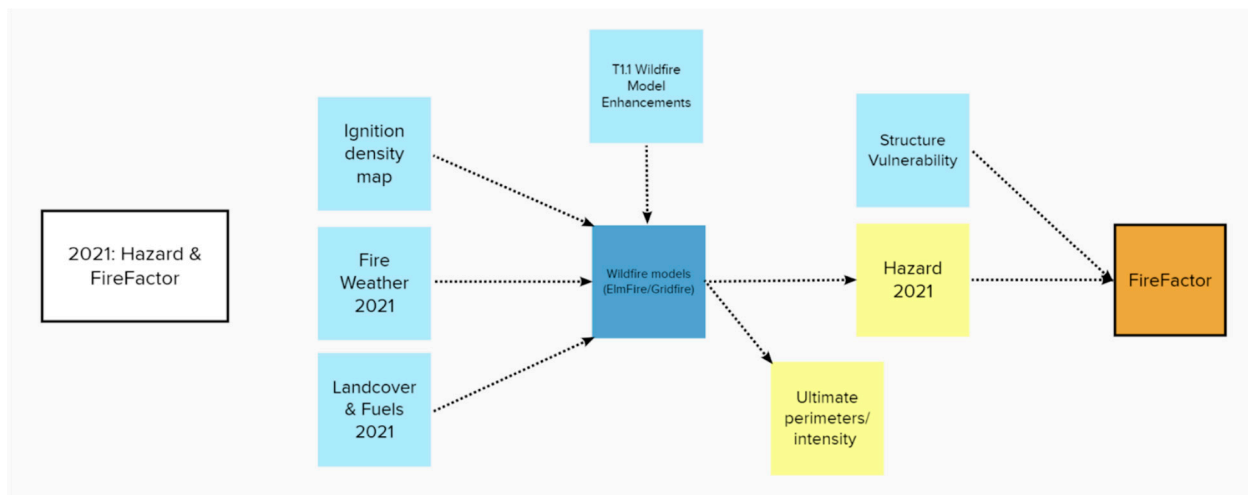 2021: Hazard &
FireFactor
Ignition
density
map
Fire
Weather
2021
Landcover
& Fuels
2021
T1.1 Wildfire
Model
Enhancements
Wildfire models
(ElmFire/Gridfire)
Structure
Vulnerability
Hazard
2021
Ultimate
perimeters/
intensity
FireFactor